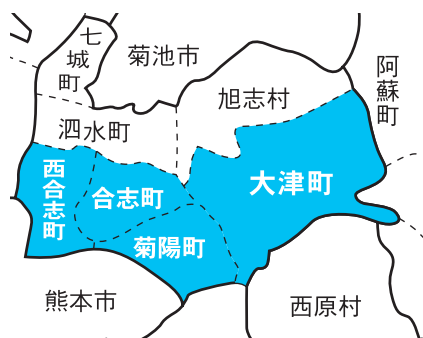 七城町
菊池市
阿蘇町
旭志村
泗水町
西合志町
合志町
大津町
菊陽町
熊本市
西原村